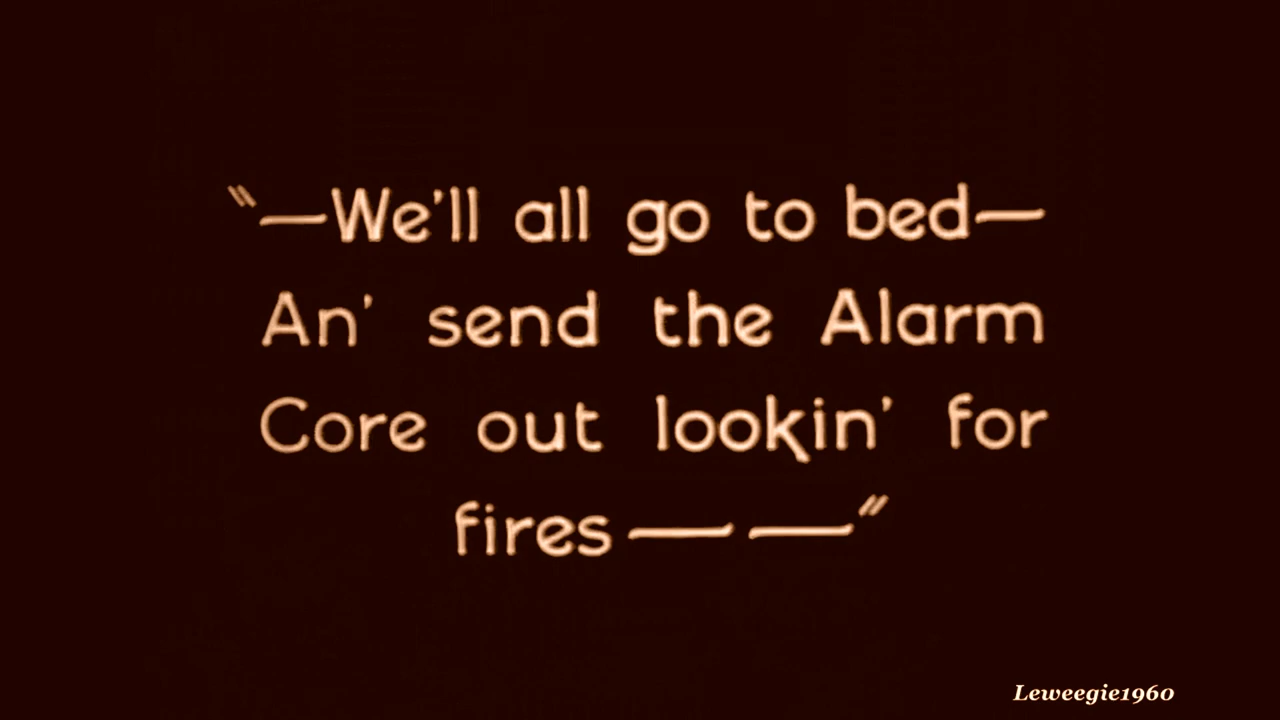 "—We'll all go to bed—
An' send the Alarm
Core out lookin' for
fires — —"
Leweegie1960